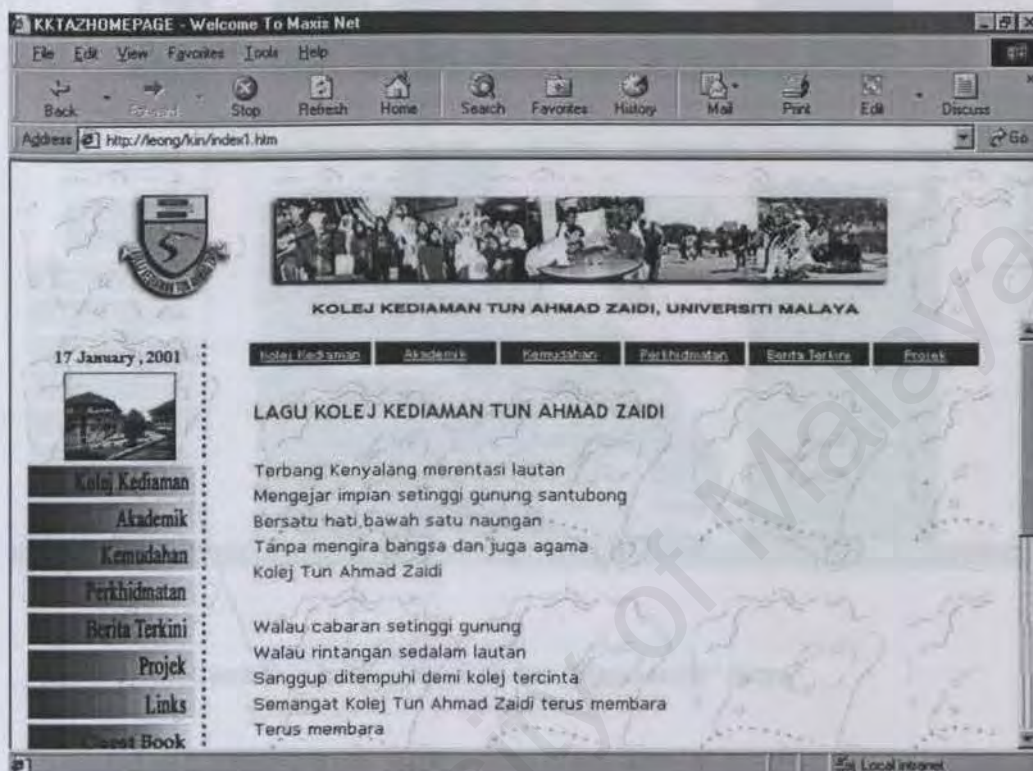 KKTAZHOMEPAGE - Welcome To Maxis Net
File Edit View Favorites Tools Help
Back Forward Stop Refresh Home Search Favorites History Mail Print Edit Discuss
Address http://leong/kin/index1.htm Go
KOLEJ KEDIAMAN TUN AHMAD ZAIDI, UNIVERSITI MALAYA
17 January , 2001
Kolej Kediaman Akademik Kemudahan Perkhidmatan Berita Terkini Projek
LAGU KOLEJ KEDIAMAN TUN AHMAD ZAIDI
Terbang Kenyalang merentasi lautan
Mengejar impian setinggi gunung santubong
Bersatu hati bawah satu naungan
Tanpa mengira bangsa dan juga agama
Kolej Tun Ahmad Zaidi
Walau cabaran setinggi gunung
Walau rintangan sedalam lautan
Sanggup ditempuhi demi kolej tercinta
Semangat Kolej Tun Ahmad Zaidi terus membara
Terus membara
Kolej Kediaman
Akademik
Kemudahan
Perkhidmatan
Berita Terkini
Projek
Links
Guest Book
Local intranet
University of Malaya